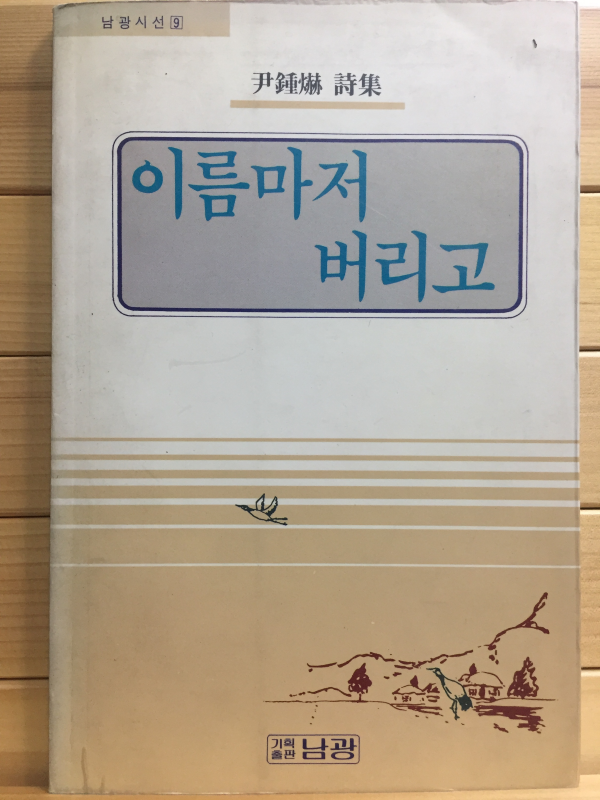 남광시선 9
尹鍾爀 詩集
이름마저
버리고
기획
출판 남광